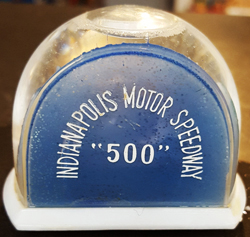 INDIANAPOLIS MOTOR SPEEDWAY
"500"